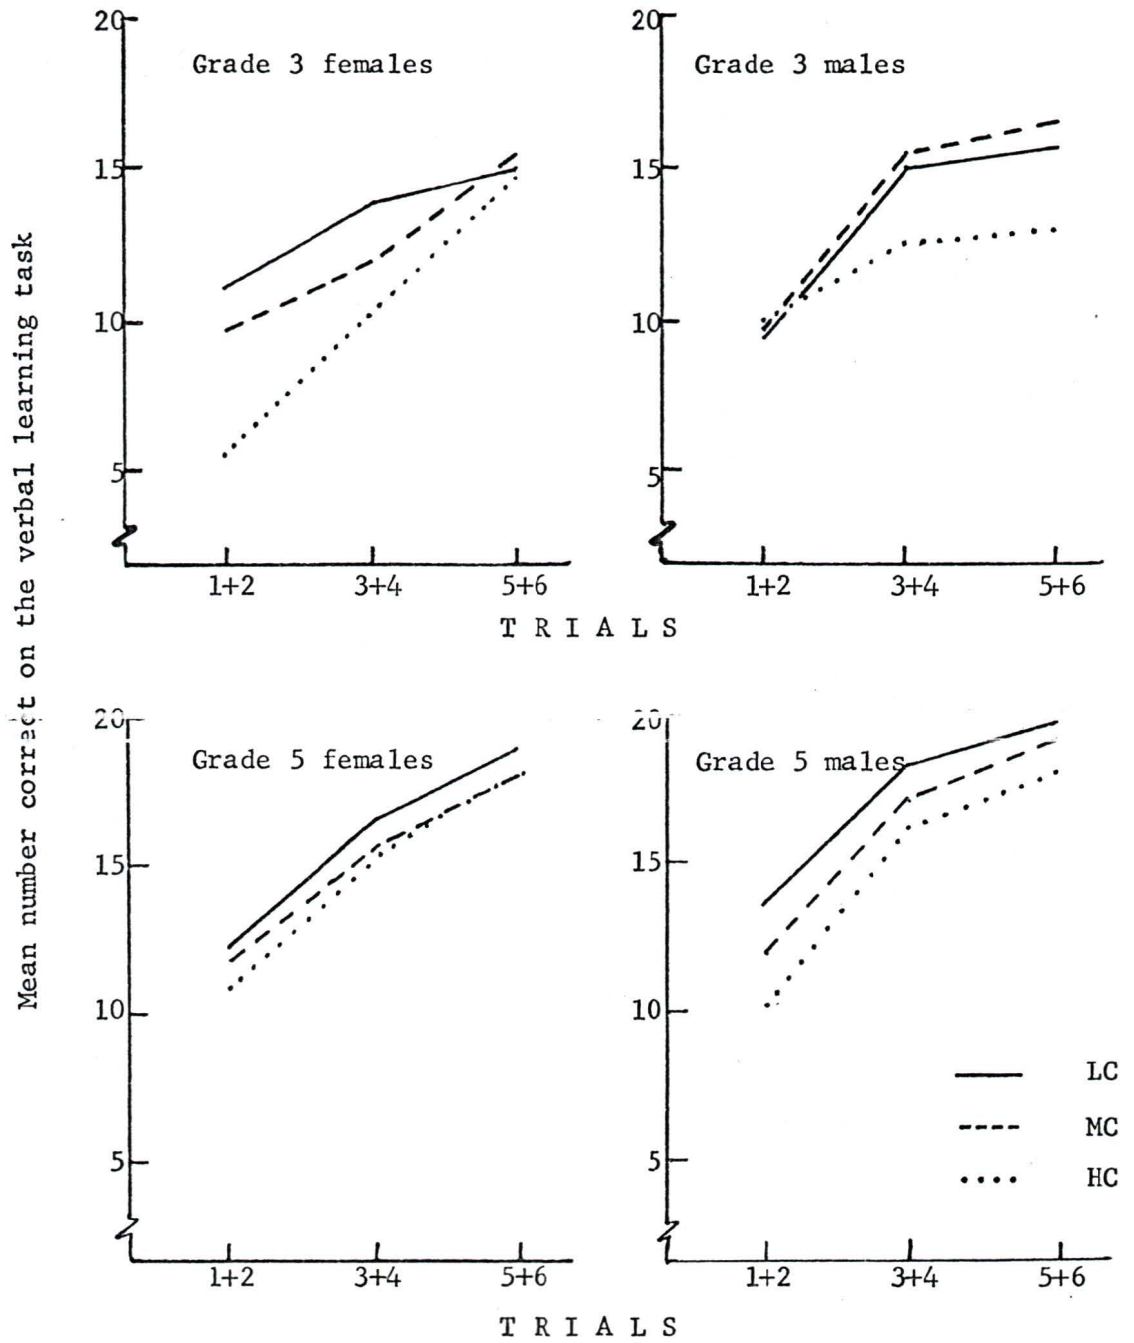 Mean number correct on the verbal learning task
20
Grade 3 females
15
10
5
1+2 3+4 5+6
20
Grade 3 males
15
10
5
1+2 3+4 5+6
T R I A L S
20
Grade 5 females
15
10
5
1+2 3+4 5+6
20
Grade 5 males
15
10
5
LC
MC
HC
1+2 3+4 5+6
T R I A L S